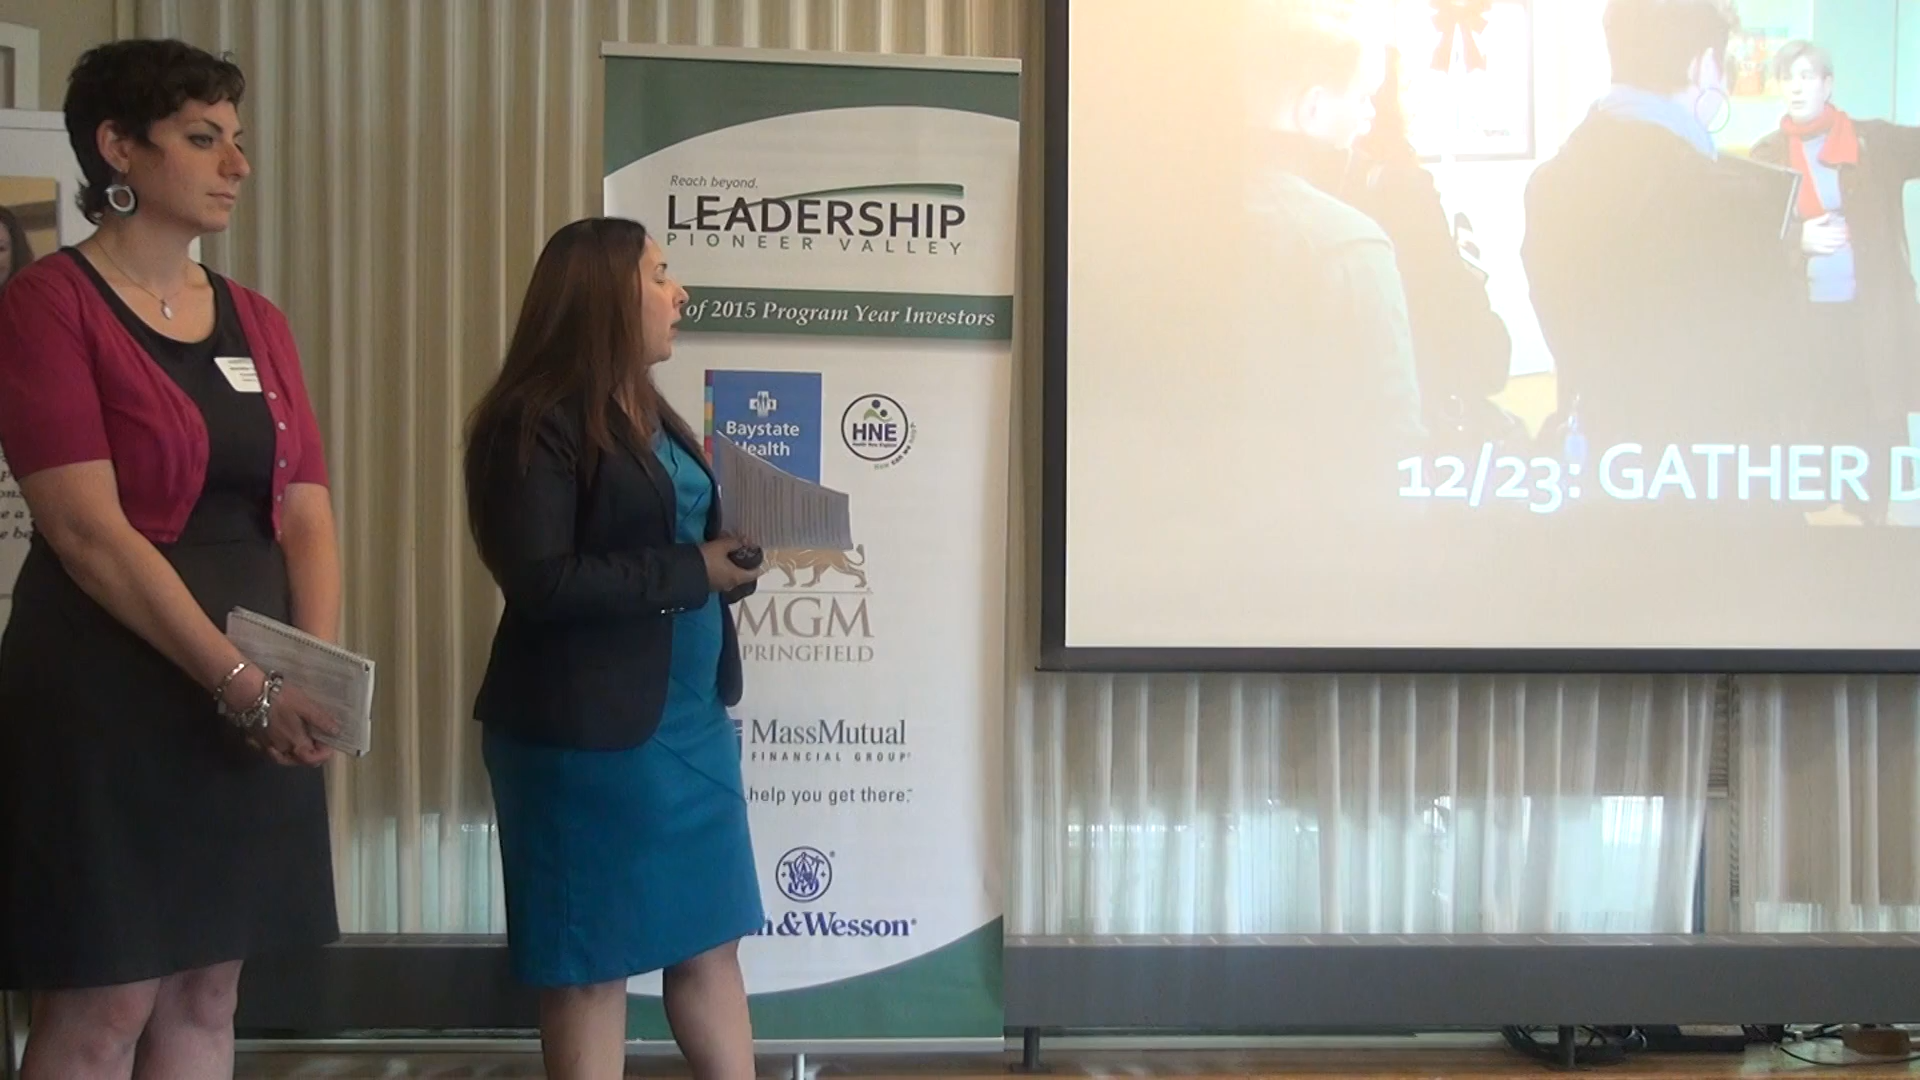 Reach beyond.
LEADERSHIP
PIONEER VALLEY
of 2015 Program Year Investors
Baystate
Health
HNE
MGM
PRINGFIELD
MassMutual
FINANCIAL GROUP®
help you get there.℠
&Wesson®
12/23: GATHER D